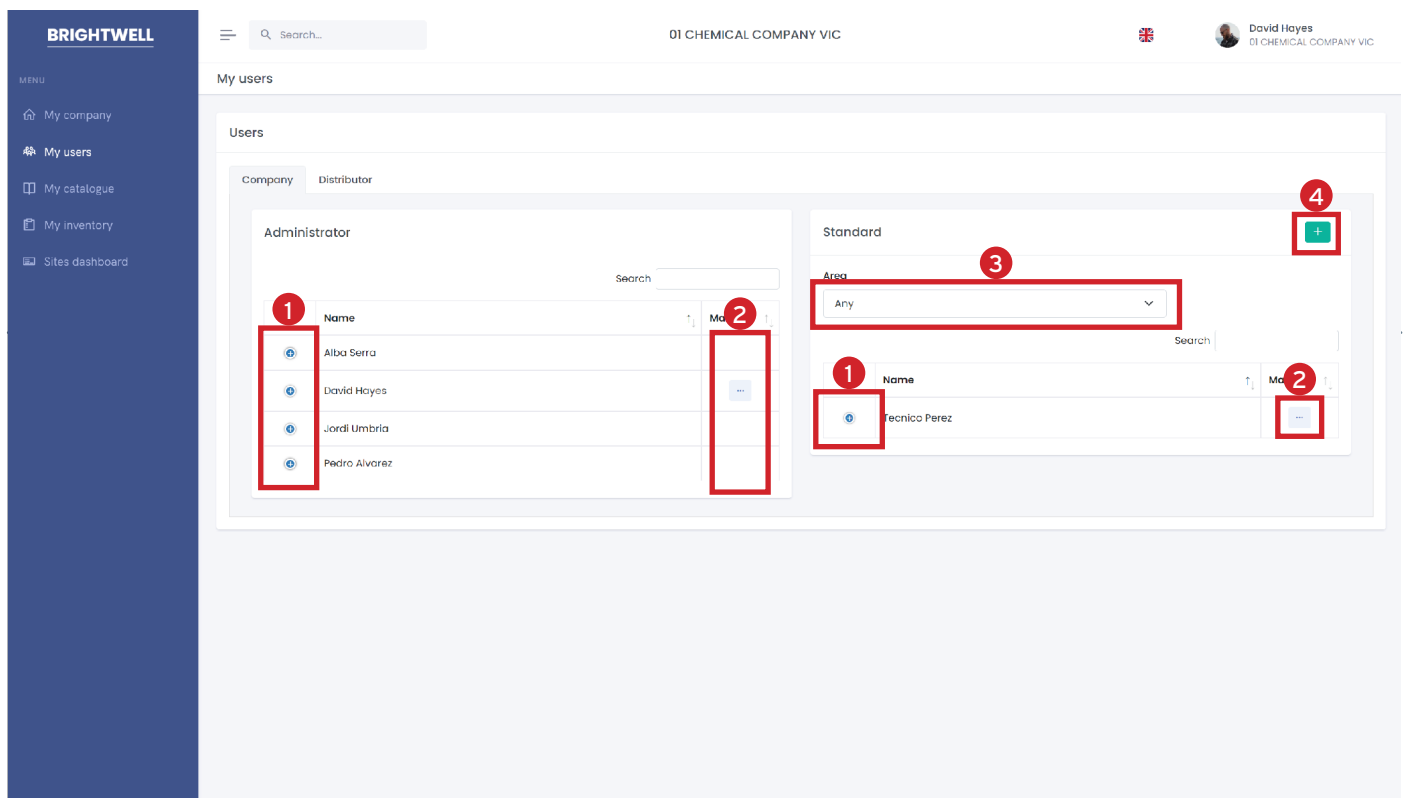 BRIGHTWELL
Search...
01 CHEMICAL COMPANY VIC
David Hayes
01 CHEMICAL COMPANY VIC
MENU
My company
My users
My catalogue
My inventory
Sites dashboard
My users
Users
Company Distributor
Administrator
Search
1
Name
2
Alba Serra
David Hayes
...
Jordi Umbria
Pedro Alvarez
Standard
4
+
3
Area
Any
Search
1
Name
2
Tecnico Perez
...